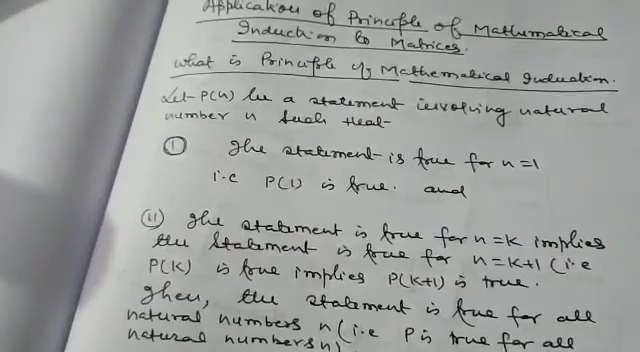 Application of Principle of Mathematical
Induction to Matrices.
What is Principle of Mathematical Induction.
Let P(n) be a statement involving natural
number n such that
(i) The statement is true for n=1
i.e P(1) is true. and
(ii) The statement is true for n=k implies
the statement is true for n=k+1 (i.e
P(k) is true implies P(k+1) is true.
Then, the statement is true for all
natural numbers n (i.e P is true for all
natural numbers n)